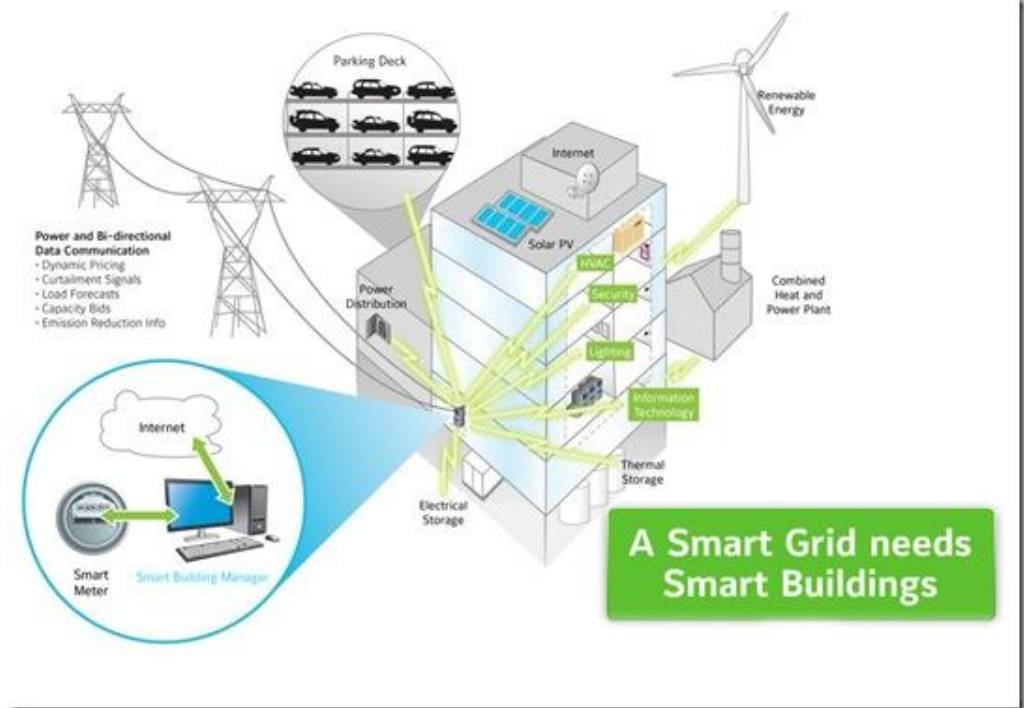 Parking Deck
Renewable
Energy
Internet
Solar PV
HVAC
Security
Lighting
Information
Technology
Combined
Heat and
Power Plant
Power
Distribution
Power and Bi-directional
Data Communication
• Dynamic Pricing
• Curtailment Signals
• Load Forecasts
• Capacity Bids
• Emission Reduction Info
Internet
Smart
Meter
Smart Building Manager
Electrical
Storage
Thermal
Storage
A Smart Grid needs
Smart Buildings